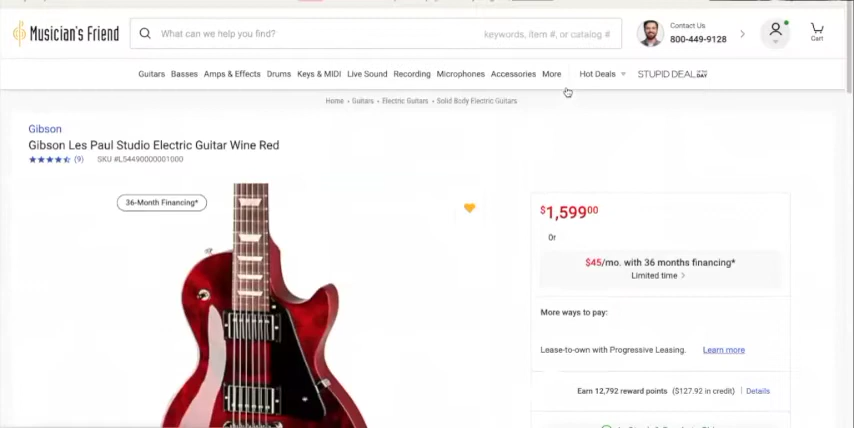 Musician's Friend
What can we help you find?
keywords, item #, or catalog #
Contact Us
800-449-9128
Cart
Guitars Basses Amps & Effects Drums Keys & MIDI Live Sound Recording Microphones Accessories More Hot Deals STUPID DEAL OF THE DAY
Home Guitars Electric Guitars Solid Body Electric Guitars
Gibson
Gibson Les Paul Studio Electric Guitar Wine Red
(9) SKU #L54490000001000
36-Month Financing*
$1,599.00
Or
$45/mo. with 36 months financing*
Limited time >
More ways to pay:
Lease-to-own with Progressive Leasing. Learn more
Earn 12,792 reward points ($127.92 in credit) | Details